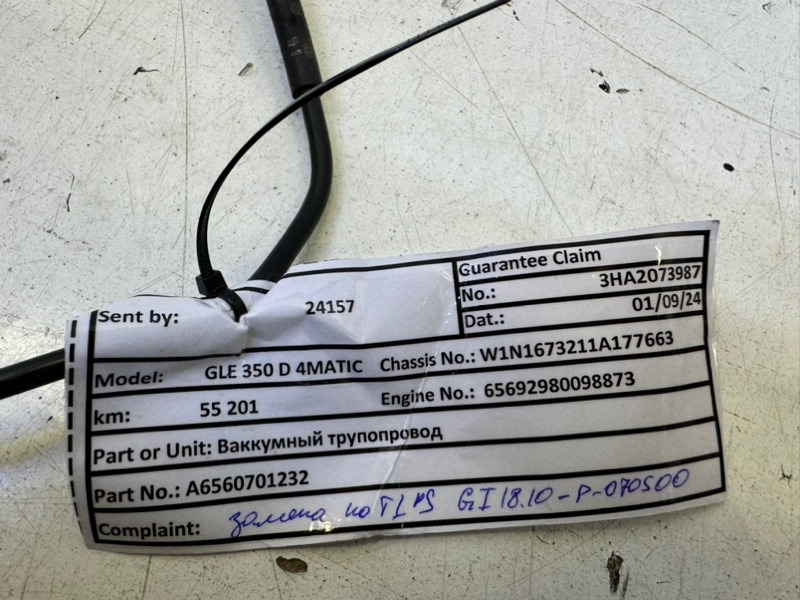 Guarantee Claim
Sent by: 24157 No.: 3HA2073987
Dat.: 01/09/24
Model: GLE 350 D 4MATIC Chassis No.: W1N1673211A177663
km: 55 201 Engine No.: 65692980098873
Part or Unit: Ваккумный трупопровод
Part No.: A6560701232
Complaint: замена по TIPS GI 18.10-P-070500